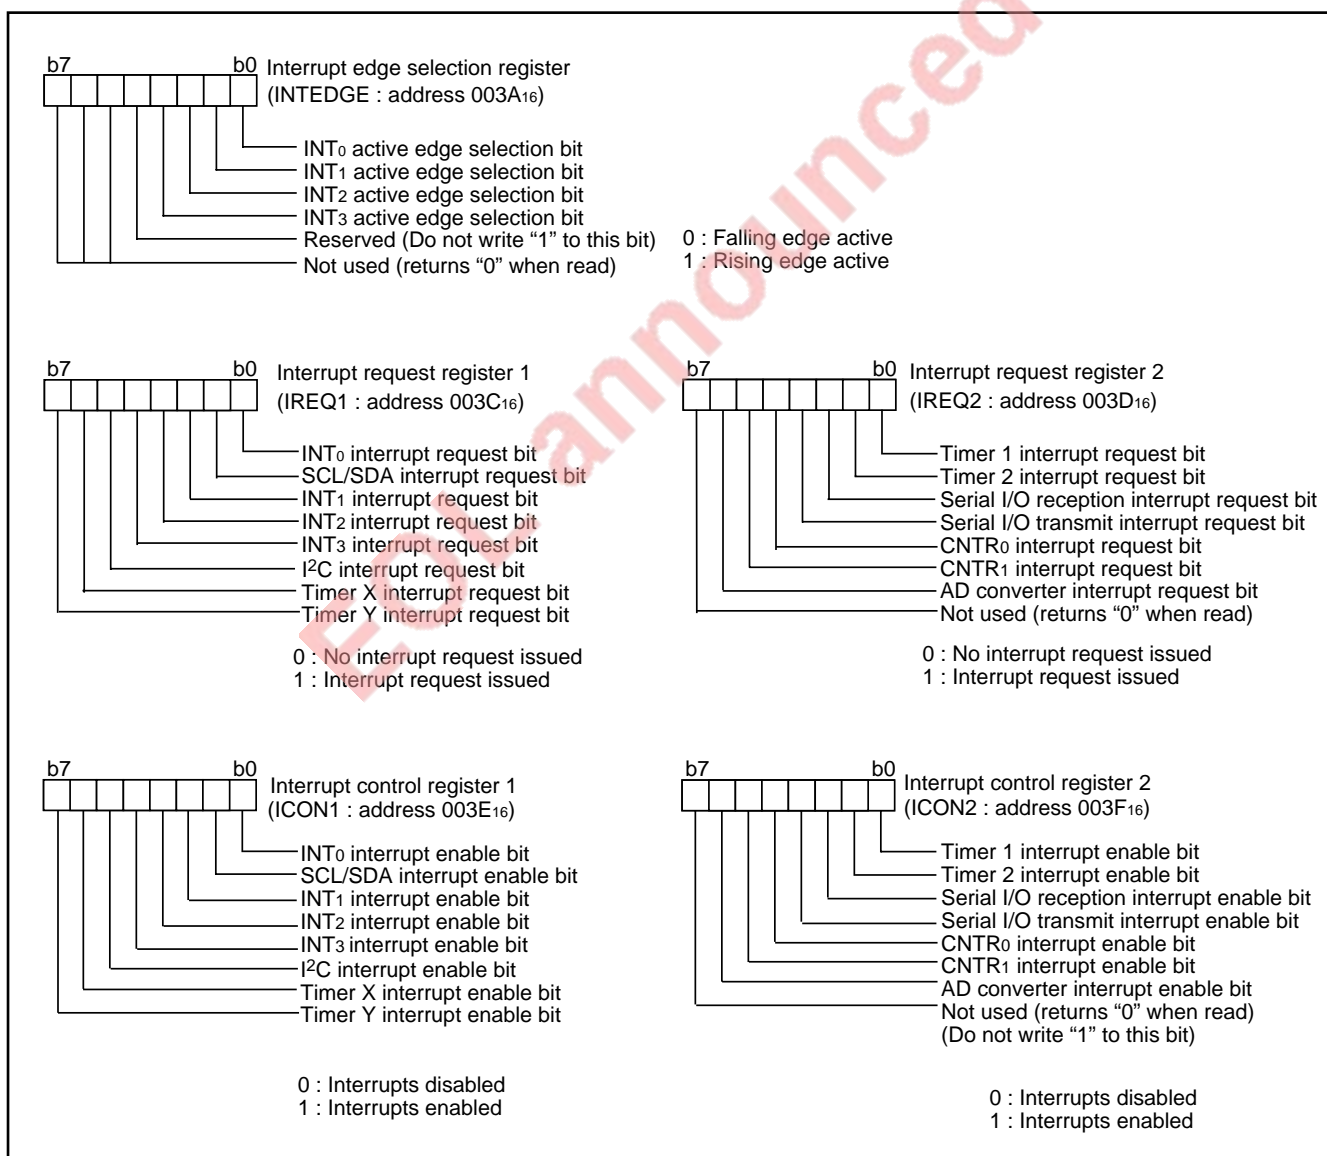 b7 b0 Interrupt edge selection register
(INTEDGE : address 003A16)
INT0 active edge selection bit
INT1 active edge selection bit
INT2 active edge selection bit
INT3 active edge selection bit
Reserved (Do not write “1” to this bit)
Not used (returns “0” when read)
0 : Falling edge active
1 : Rising edge active
b7 b0 Interrupt request register 1
(IREQ1 : address 003C16)
INT0 interrupt request bit
SCL/SDA interrupt request bit
INT1 interrupt request bit
INT2 interrupt request bit
INT3 interrupt request bit
I2C interrupt request bit
Timer X interrupt request bit
Timer Y interrupt request bit
0 : No interrupt request issued
1 : Interrupt request issued
b7 b0 Interrupt request register 2
(IREQ2 : address 003D16)
Timer 1 interrupt request bit
Timer 2 interrupt request bit
Serial I/O reception interrupt request bit
Serial I/O transmit interrupt request bit
CNTR0 interrupt request bit
CNTR1 interrupt request bit
AD converter interrupt request bit
Not used (returns “0” when read)
0 : No interrupt request issued
1 : Interrupt request issued
b7 b0 Interrupt control register 1
(ICON1 : address 003E16)
INT0 interrupt enable bit
SCL/SDA interrupt enable bit
INT1 interrupt enable bit
INT2 interrupt enable bit
INT3 interrupt enable bit
I2C interrupt enable bit
Timer X interrupt enable bit
Timer Y interrupt enable bit
0 : Interrupts disabled
1 : Interrupts enabled
b7 b0 Interrupt control register 2
(ICON2 : address 003F16)
Timer 1 interrupt enable bit
Timer 2 interrupt enable bit
Serial I/O reception interrupt enable bit
Serial I/O transmit interrupt enable bit
CNTR0 interrupt enable bit
CNTR1 interrupt enable bit
AD converter interrupt enable bit
Not used (returns “0” when read)
(Do not write “1” to this bit)
0 : Interrupts disabled
1 : Interrupts enabled
EOL announced